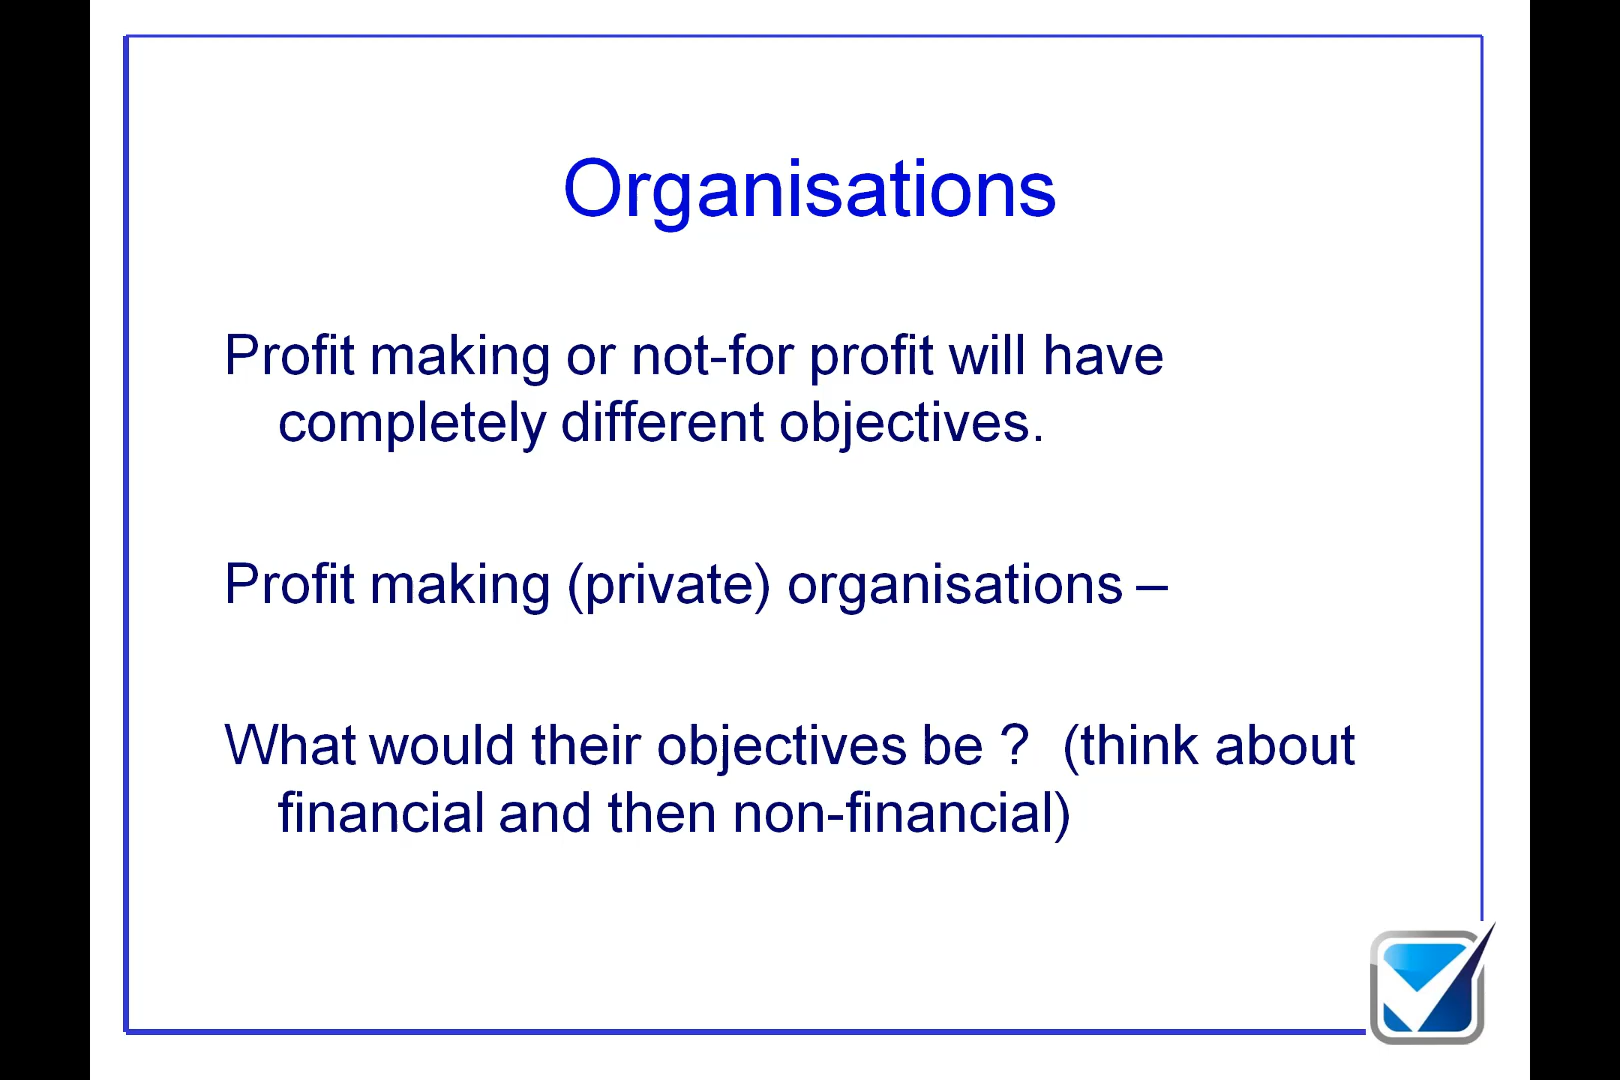 Organisations
Profit making or not-for profit will have
completely different objectives.
Profit making (private) organisations –
What would their objectives be ?  (think about
financial and then non-financial)